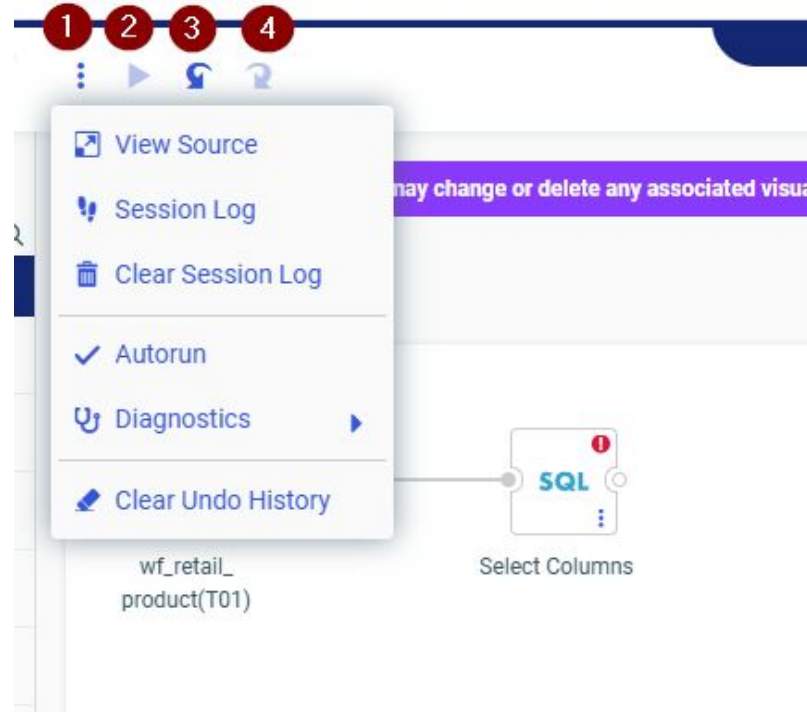 1 2 3 4
View Source
may change or delete any associated visua
Session Log
Clear Session Log
Autorun
Diagnostics
SQL
Clear Undo History
wf_retail_
product(T01)
Select Columns